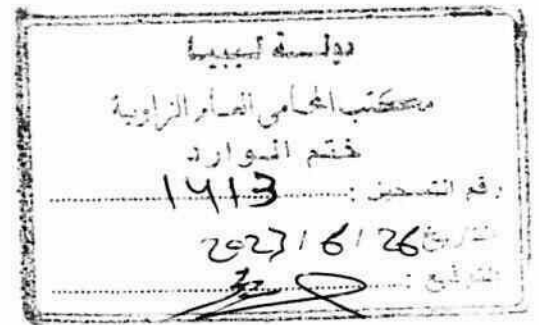 دولة ليبيا
مكتب المحامي العام الزاوية
ختم الوارد
رقم التسجيل : 1413
التاريخ 26 / 6 / 2023
التوقيع :